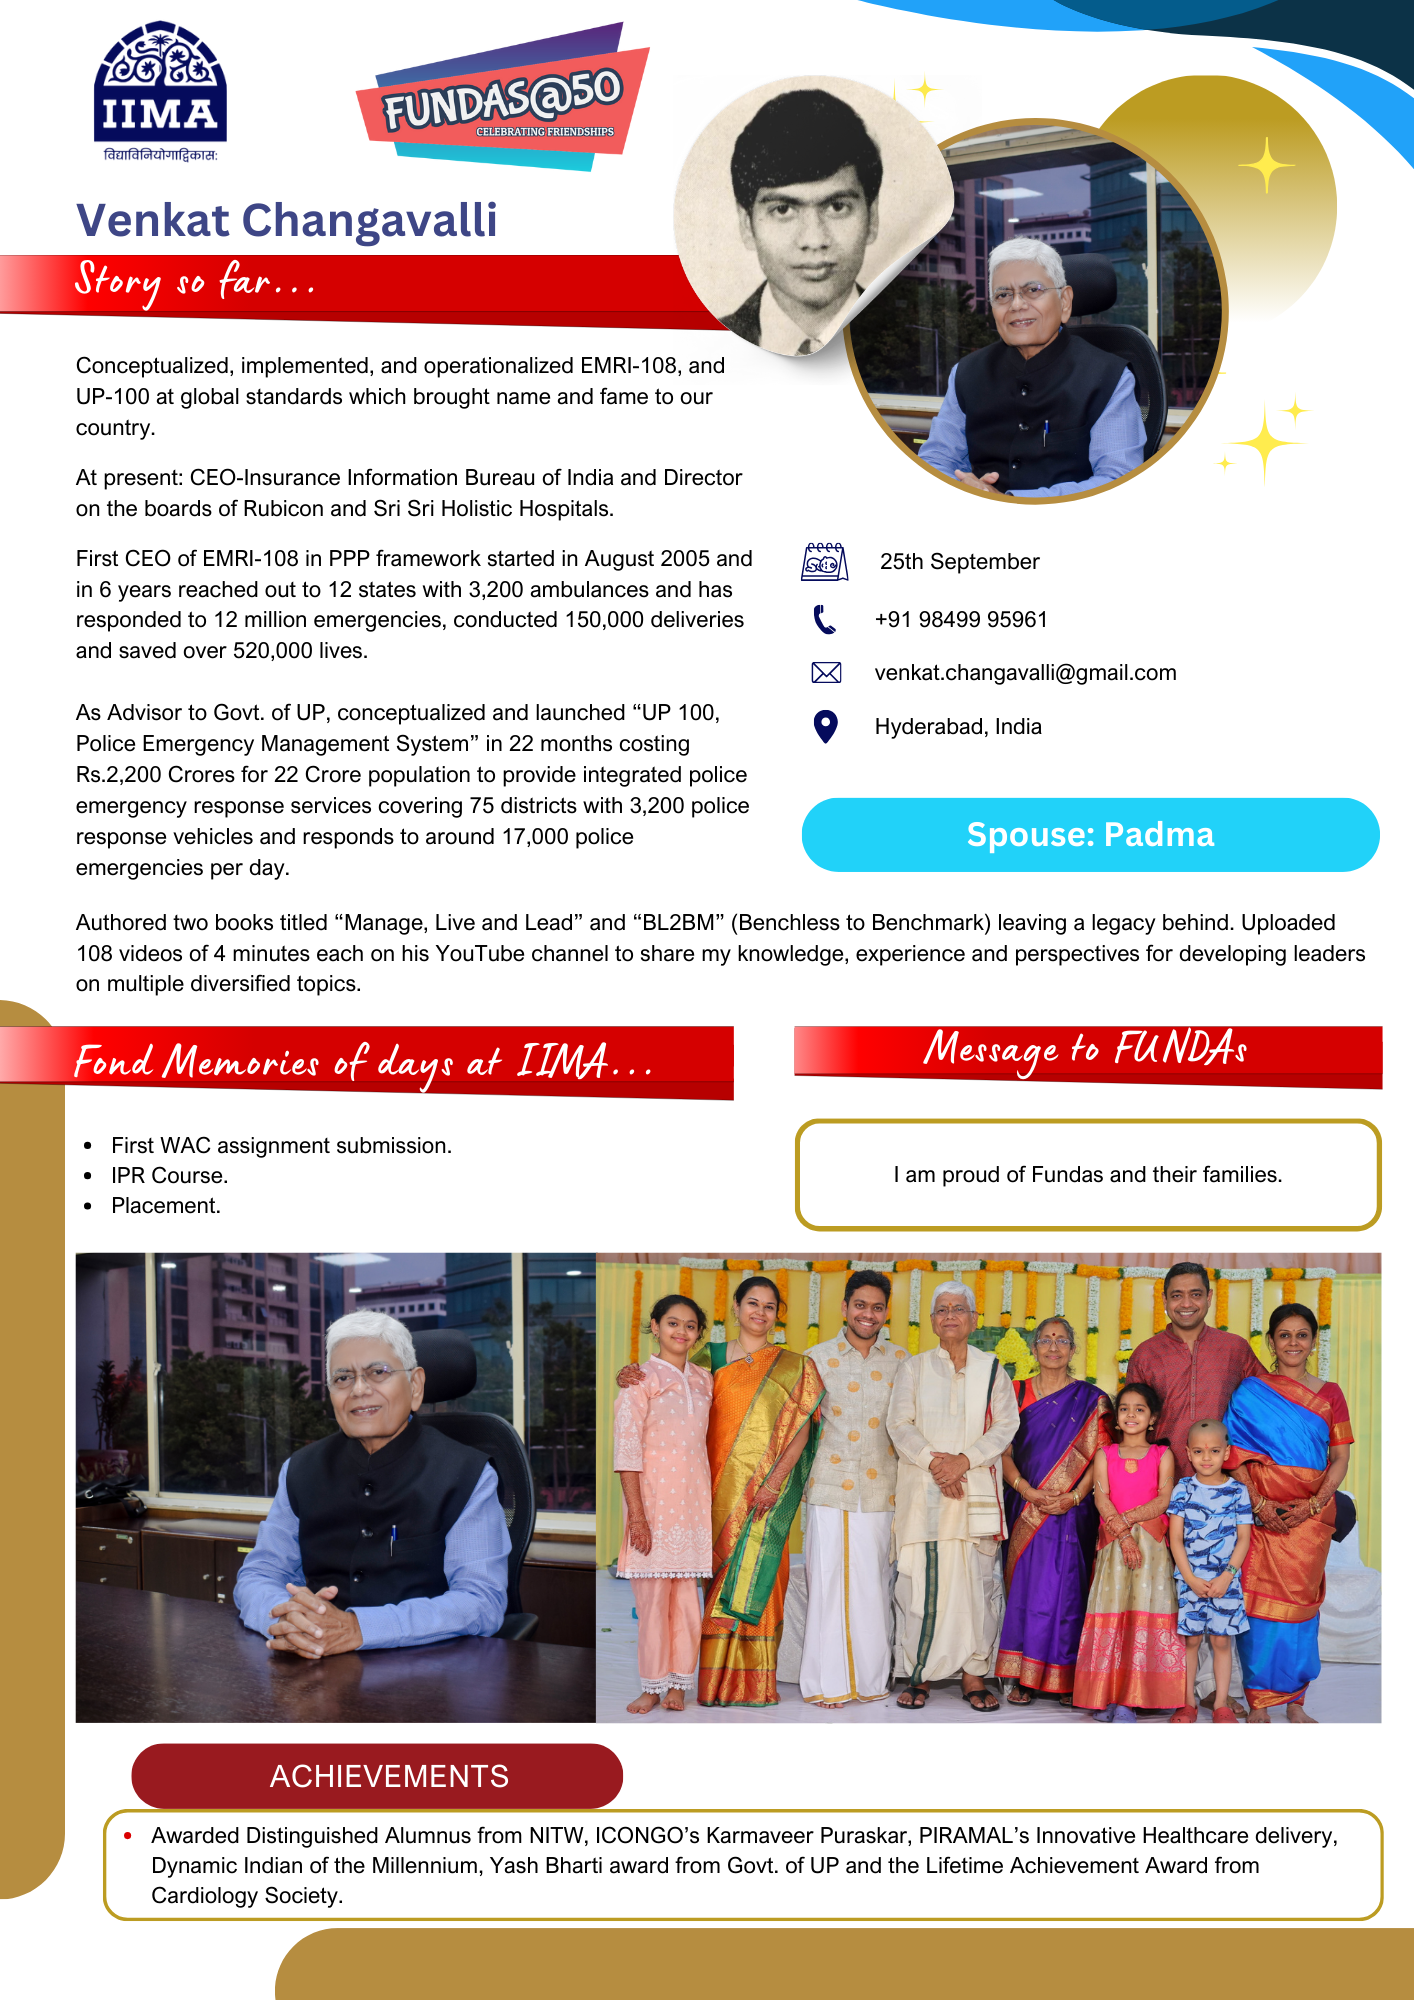 IIMA
विद्याविनियोगाद्विकासः
FUNDAS@50
CELEBRATING FRIENDSHIPS
Venkat Changavalli
Story so far...
Conceptualized, implemented, and operationalized EMRI-108, and
UP-100 at global standards which brought name and fame to our
country.
At present: CEO-Insurance Information Bureau of India and Director
on the boards of Rubicon and Sri Sri Holistic Hospitals.
First CEO of EMRI-108 in PPP framework started in August 2005 and
in 6 years reached out to 12 states with 3,200 ambulances and has
responded to 12 million emergencies, conducted 150,000 deliveries
and saved over 520,000 lives.
As Advisor to Govt. of UP, conceptualized and launched “UP 100,
Police Emergency Management System” in 22 months costing
Rs.2,200 Crores for 22 Crore population to provide integrated police
emergency response services covering 75 districts with 3,200 police
response vehicles and responds to around 17,000 police
emergencies per day.
25th September
+91 98499 95961
venkat.changavalli@gmail.com
Hyderabad, India
Spouse: Padma
Authored two books titled “Manage, Live and Lead” and “BL2BM” (Benchless to Benchmark) leaving a legacy behind. Uploaded
108 videos of 4 minutes each on his YouTube channel to share my knowledge, experience and perspectives for developing leaders
on multiple diversified topics.
Fond Memories of days at IIMA...
• First WAC assignment submission.
• IPR Course.
• Placement.
Message to FUNDAs
I am proud of Fundas and their families.
ACHIEVEMENTS
• Awarded Distinguished Alumnus from NITW, ICONGO’s Karmaveer Puraskar, PIRAMAL’s Innovative Healthcare delivery,
Dynamic Indian of the Millennium, Yash Bharti award from Govt. of UP and the Lifetime Achievement Award from
Cardiology Society.